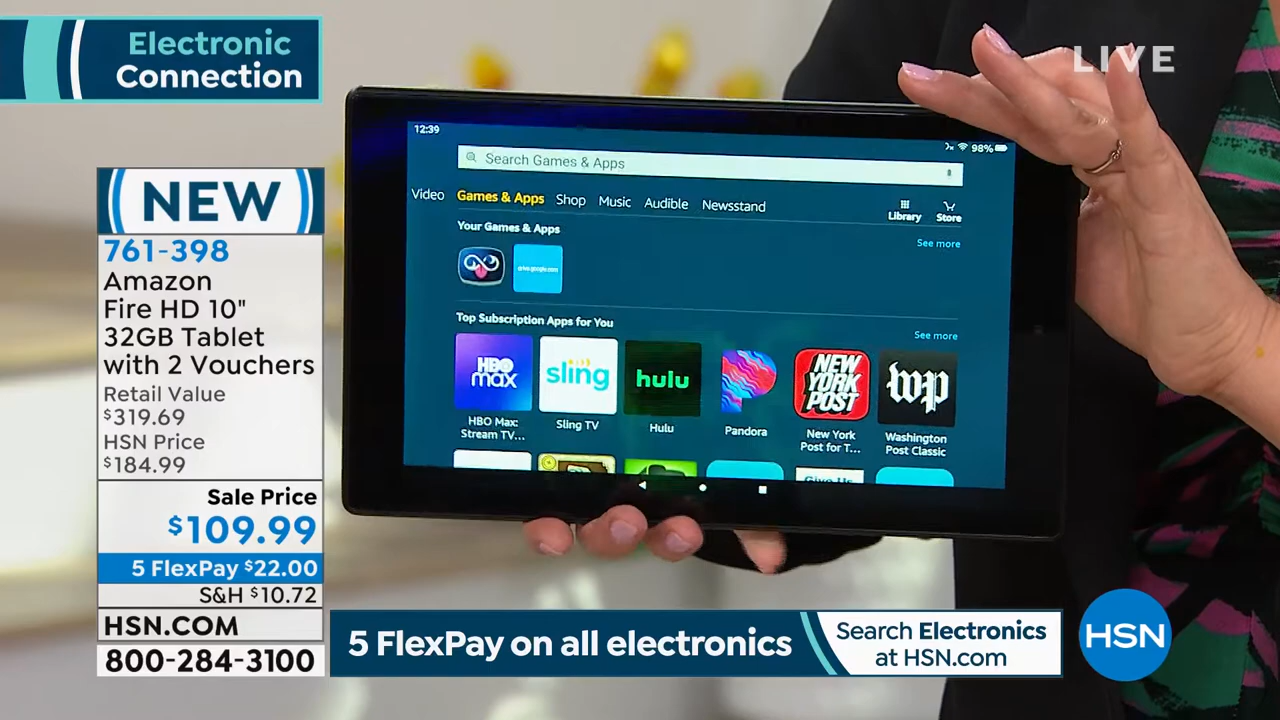 Electronic
Connection
LIVE
NEW
761-398
Amazon
Fire HD 10"
32GB Tablet
with 2 Vouchers
Retail Value
$319.69
HSN Price
$184.99
Sale Price
$109.99
5 FlexPay $22.00
S&H $10.72
HSN.COM
800-284-3100
12:39
98%
Search Games & Apps
Video Games & Apps Shop Music Audible Newsstand
Library Store
Your Games & Apps
See more
Top Subscription Apps for You
See more
HBO max
sling
hulu
NEW YORK POST
wp
HBO Max: Stream TV...
Sling TV
Hulu
Pandora
New York Post for T...
Washington Post Classic
Give Us
5 FlexPay on all electronics
Search Electronics
at HSN.com
HSN